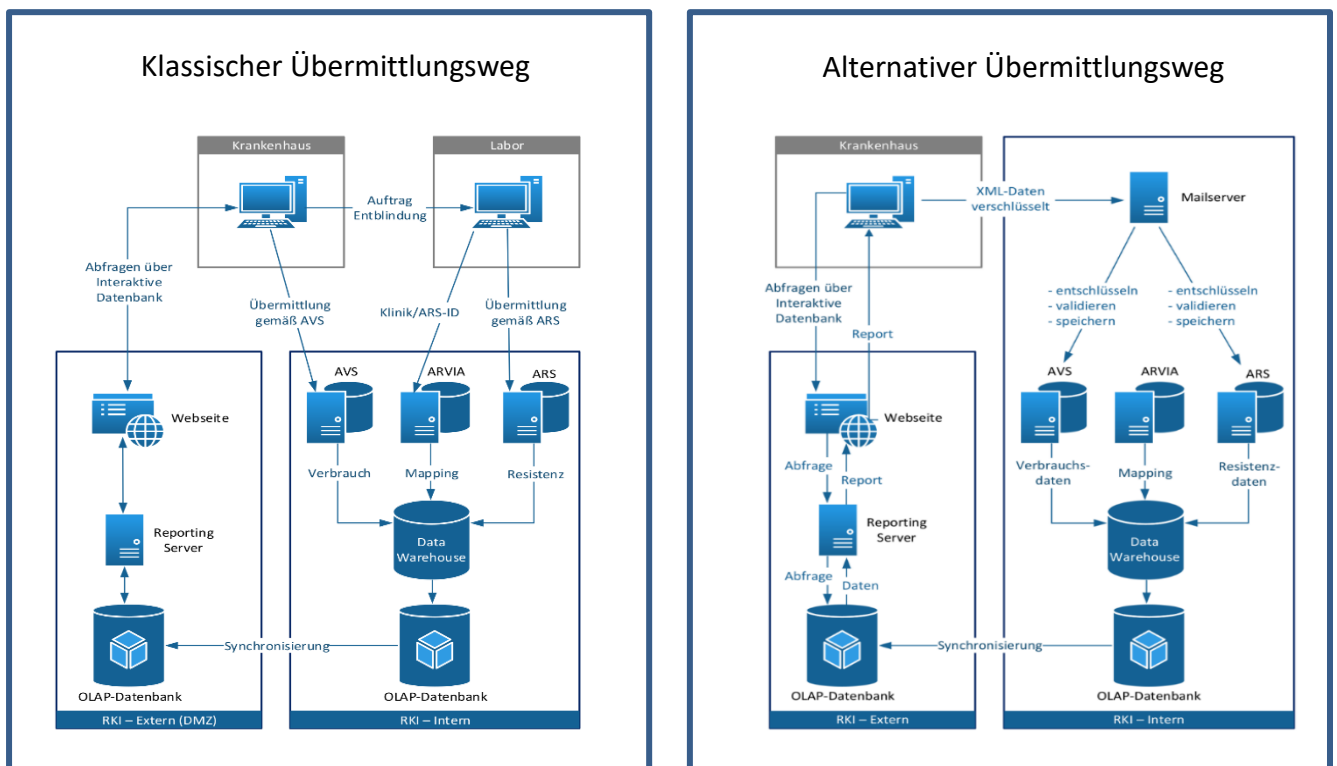 Klassischer Übermittlungsweg
Krankenhaus
Labor
Auftrag
Entblindung
Abfragen über
Interaktive
Datenbank
Übermittlung
gemäß AVS
Klinik/ARS-ID
Übermittlung
gemäß ARS
AVS
ARVIA
ARS
Webseite
Verbrauch
Mapping
Resistenz
Reporting
Server
Data
Warehouse
Synchronisierung
OLAP-Datenbank
OLAP-Datenbank
RKI – Extern (DMZ)
RKI – Intern
Alternativer Übermittlungsweg
Krankenhaus
XML-Daten
verschlüsselt
Mailserver
Abfragen über
Interaktive
Datenbank
Report
- entschlüsseln
- validieren
- speichern
- entschlüsseln
- validieren
- speichern
AVS
ARVIA
ARS
Webseite
Abfrage
Report
Verbrauchs-
daten
Mapping
Resistenz-
daten
Reporting
Server
Data
Warehouse
Abfrage
Daten
Synchronisierung
OLAP-Datenbank
OLAP-Datenbank
RKI – Extern
RKI – Intern